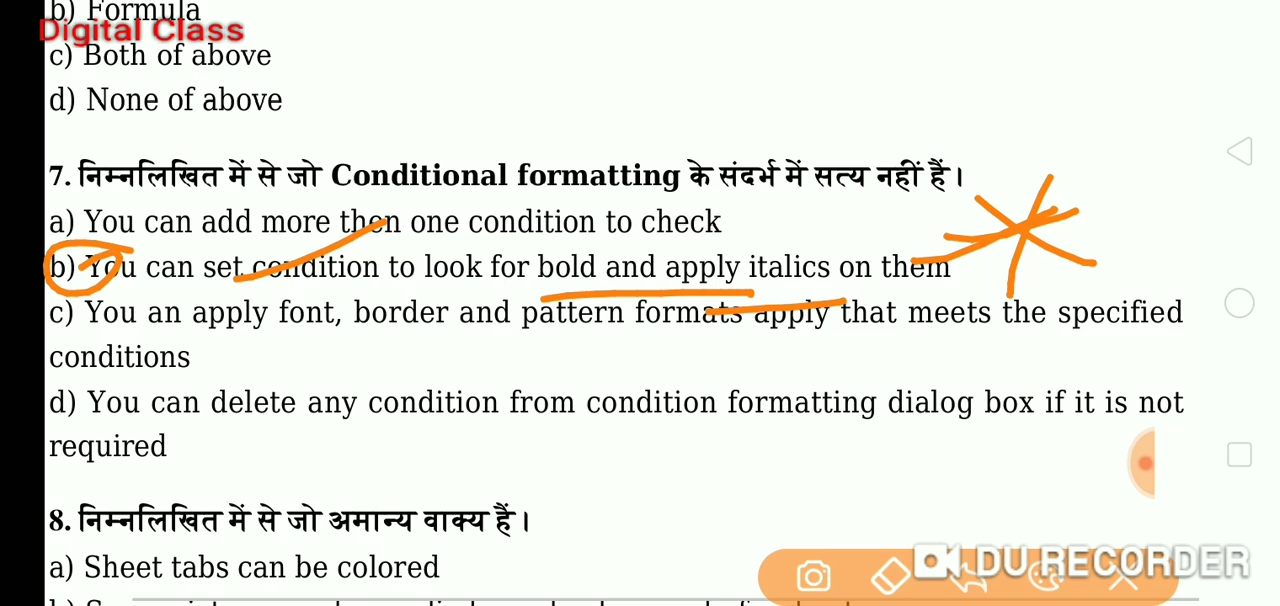 b) Formula
Digital Class
c) Both of above
d) None of above
7. निम्नलिखित में से जो Conditional formatting के संदर्भ में सत्य नहीं हैं।
a) You can add more then one condition to check
b) You can set condition to look for bold and apply italics on them
c) You an apply font, border and pattern formats apply that meets the specified
conditions
d) You can delete any condition from condition formatting dialog box if it is not
required
8. निम्नलिखित में से जो अमान्य वाक्य हैं।
DU RECORDER
a) Sheet tabs can be colored